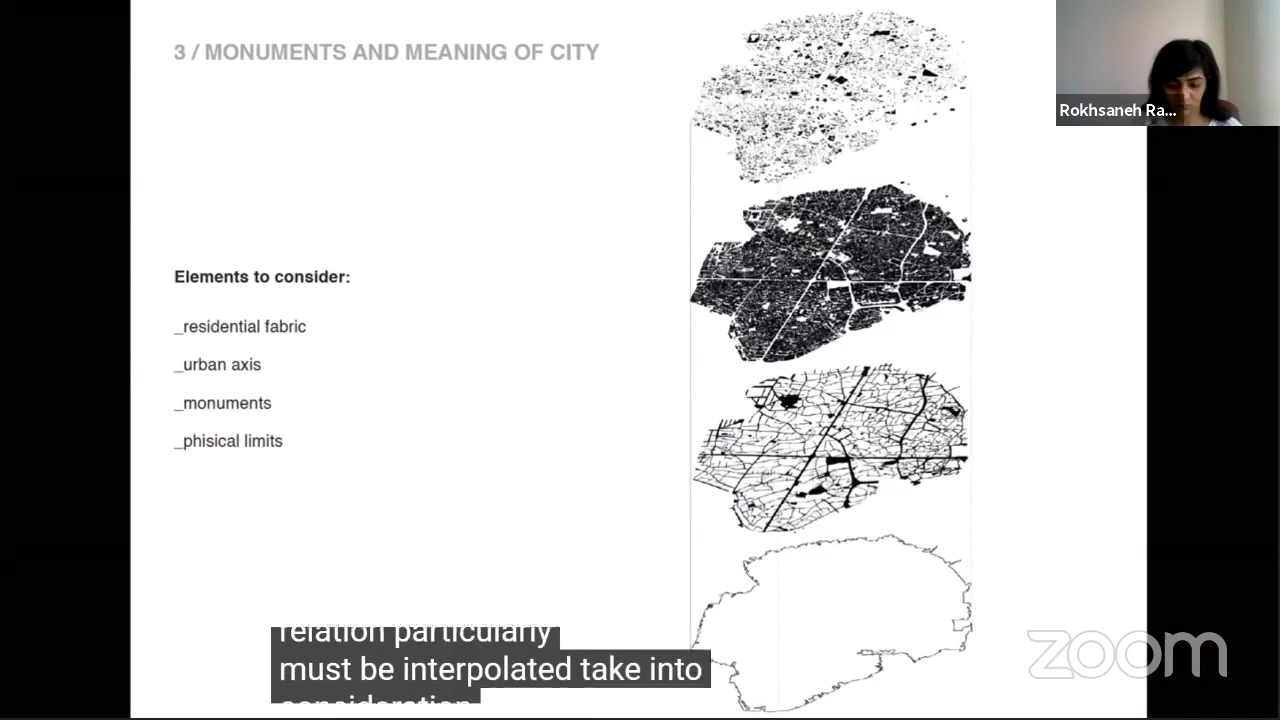 3 / MONUMENTS AND MEANING OF CITY
Rokhsaneh Ra...
Elements to consider:
_residential fabric
_urban axis
_monuments
_phisical limits
relation particularly
must be interpolated take into
consideration
zoom